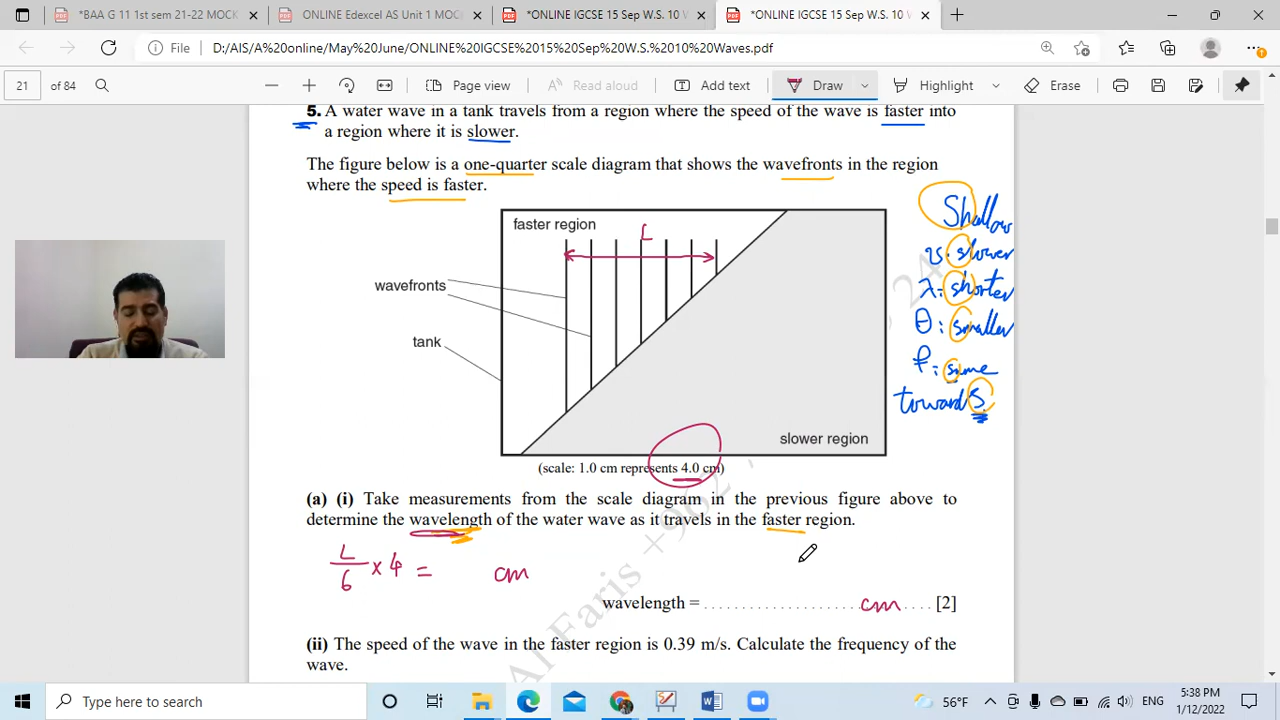 *BAA G 11 1st sem 21-22 MOCK
ONLINE Edexcel AS Unit 1 MOCK
*ONLINE IGCSE 15 Sep W.S. 10 W
*ONLINE IGCSE 15 Sep W.S. 10 W
File
D:/AIS/A%20online/May%20June/ONLINE%20IGCSE%2015%20Sep%20W.S.%2010%20Waves.pdf
21 of 84
Page view
Read aloud
Add text
Draw
Highlight
Erase
5. A water wave in a tank travels from a region where the speed of the wave is faster into
a region where it is slower.
The figure below is a one-quarter scale diagram that shows the wavefronts in the region
where the speed is faster.
faster region
L
wavefronts
tank
slower region
(scale: 1.0 cm represents 4.0 cm)
Shallow
v: slower
λ: shorter
θ: smaller
f: same
towards
24
(a) (i) Take measurements from the scale diagram in the previous figure above to
determine the wavelength of the water wave as it travels in the faster region.
L/6 × 4 = cm
wavelength = .................... cm .... [2]
Al Faris +962
(ii) The speed of the wave in the faster region is 0.39 m/s. Calculate the frequency of the
wave.
Type here to search
56°F
ENG
5:38 PM
1/12/2022